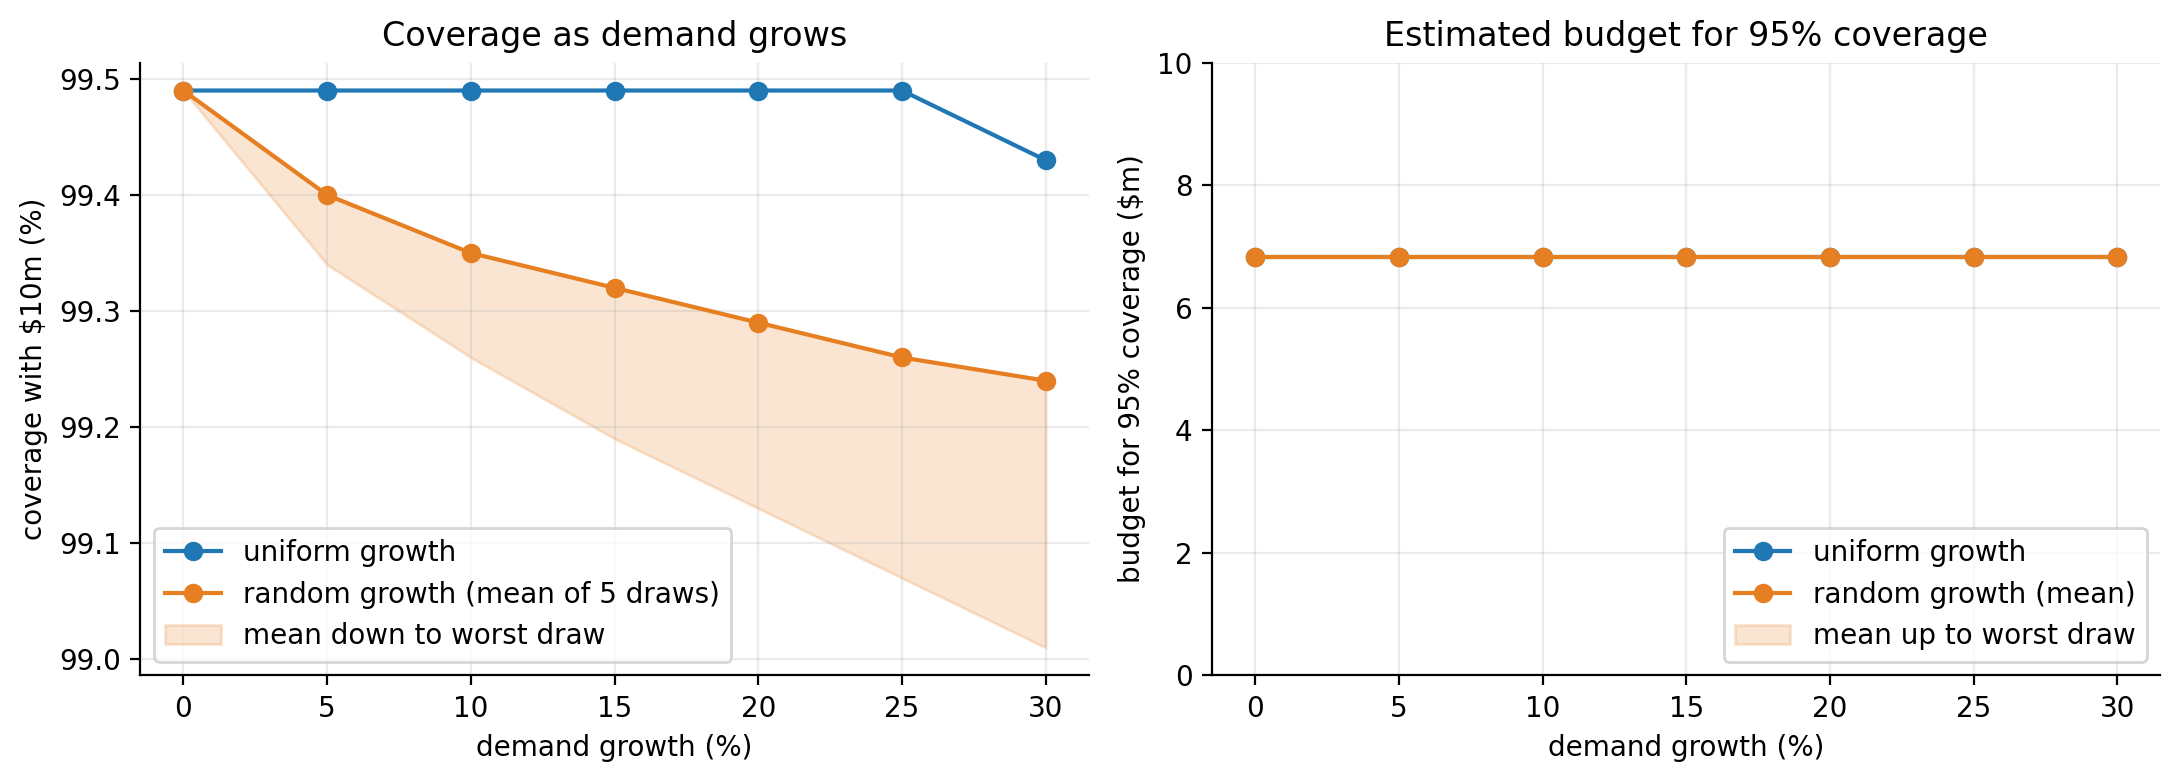 Coverage as demand grows
coverage with $10m (%)
99.5
99.4
99.3
99.2
99.1
99.0
uniform growth
random growth (mean of 5 draws)
mean down to worst draw
0 5 10 15 20 25 30
demand growth (%)
Estimated budget for 95% coverage
budget for 95% coverage ($m)
10
8
6
4
2
0
uniform growth
random growth (mean)
mean up to worst draw
0 5 10 15 20 25 30
demand growth (%)